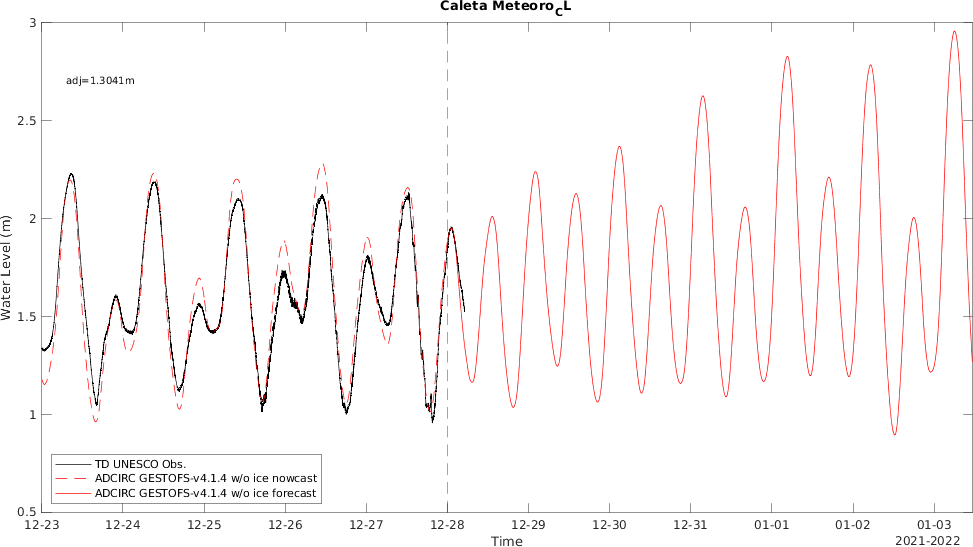 Caleta Meteoro_CL
adj=1.3041m
Water Level (m)
3
2.5
2
1.5
1
0.5
TD UNESCO Obs.
ADCIRC GESTOFS-v4.1.4 w/o ice nowcast
ADCIRC GESTOFS-v4.1.4 w/o ice forecast
12-23 12-24 12-25 12-26 12-27 12-28 12-29 12-30 12-31 01-01 01-02 01-03
Time
2021-2022